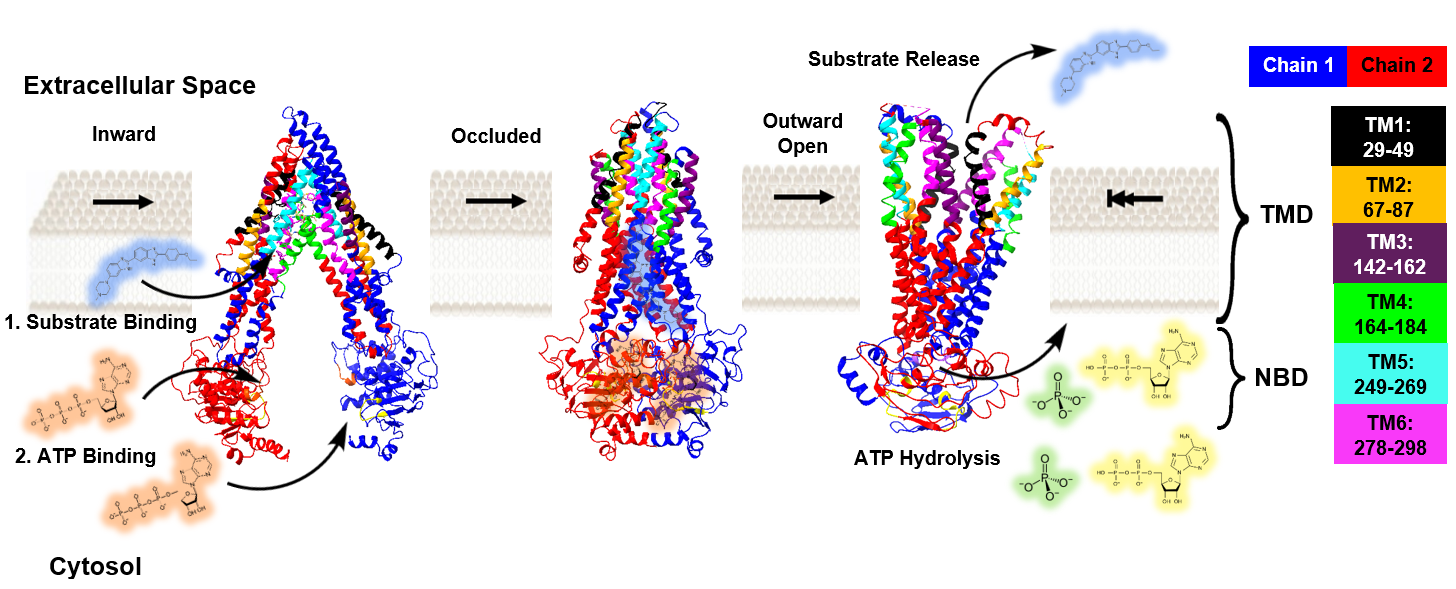 Extracellular Space
Inward
Occluded
Outward
Open
Substrate Release
Chain 1
Chain 2
TM1:
29-49
TM2:
67-87
TM3:
142-162
TM4:
164-184
TM5:
249-269
TM6:
278-298
TMD
NBD
1. Substrate Binding
2. ATP Binding
ATP Hydrolysis
Cytosol